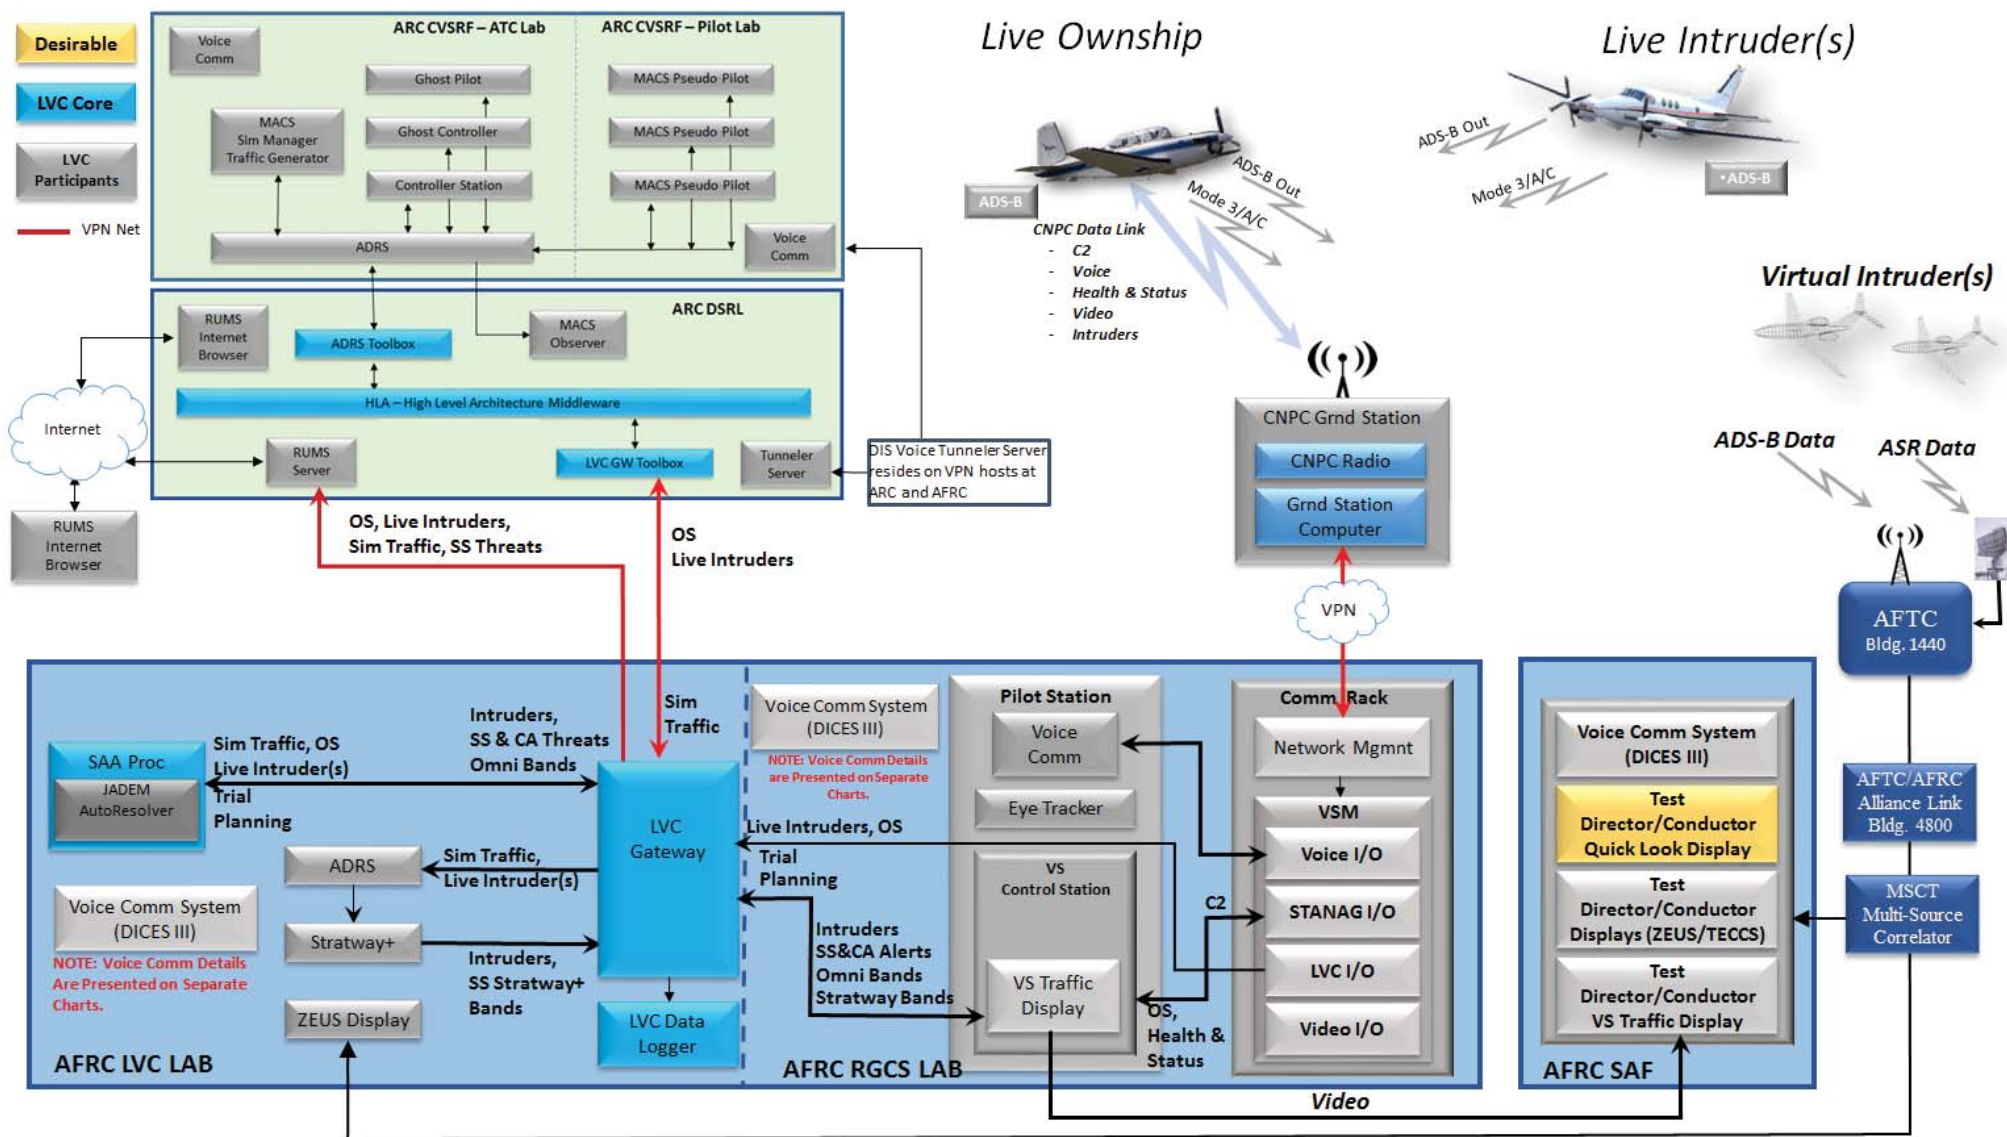 Desirable
LVC Core
LVC
Participants
VPN Net
ARC CVSRF – ATC Lab
ARC CVSRF – Pilot Lab
Voice
Comm
Ghost Pilot
MACS Pseudo Pilot
MACS
Sim Manager
Traffic Generator
Ghost Controller
MACS Pseudo Pilot
Controller Station
MACS Pseudo Pilot
ADRS
Voice
Comm
ARC DSRL
RUMS
Internet
Browser
ADRS Toolbox
MACS
Observer
HLA – High Level Architecture Middleware
Internet
RUMS
Server
LVC GW Toolbox
Tunneler
Server
DIS Voice Tunneler Server
resides on VPN hosts at
ARC and AFRC
RUMS
Internet
Browser
OS, Live Intruders,
Sim Traffic, SS Threats
OS
Live Intruders
Live Ownship
Live Intruder(s)
ADS-B Out
Mode 3/A/C
ADS-B
ADS-B Out
Mode 3/A/C
•ADS-B
CNPC Data Link
- C2
- Voice
- Health & Status
- Video
- Intruders
Virtual Intruder(s)
ADS-B Data
ASR Data
CNPC Grnd Station
CNPC Radio
Grnd Station
Computer
VPN
AFTC
Bldg. 1440
AFTC/AFRC
Alliance Link
Bldg. 4800
MSCT
Multi-Source
Correlator
SAA Proc
JADEM
AutoResolver
Sim Traffic, OS
Live Intruder(s)
Trial
Planning
Intruders,
SS & CA Threats
Omni Bands
Sim
Traffic
LVC
Gateway
ADRS
Sim Traffic,
Live Intruder(s)
Voice Comm System
(DICES III)
NOTE: Voice Comm Details
Are Presented on Separate
Charts.
Stratway+
Intruders,
SS Stratway+
Bands
ZEUS Display
LVC Data
Logger
AFRC LVC LAB
Voice Comm System
(DICES III)
NOTE: Voice Comm Details
are Presented on Separate
Charts.
Live Intruders, OS
Trial
Planning
Intruders
SS&CA Alerts
Omni Bands
Stratway Bands
Pilot Station
Voice
Comm
Eye Tracker
VS
Control Station
VS Traffic
Display
C2
OS,
Health &
Status
Comm Rack
Network Mgmnt
VSM
Voice I/O
STANAG I/O
LVC I/O
Video I/O
AFRC RGCS LAB
Video
Voice Comm System
(DICES III)
Test
Director/Conductor
Quick Look Display
Test
Director/Conductor
Displays (ZEUS/TECCS)
Test
Director/Conductor
VS Traffic Display
AFRC SAF